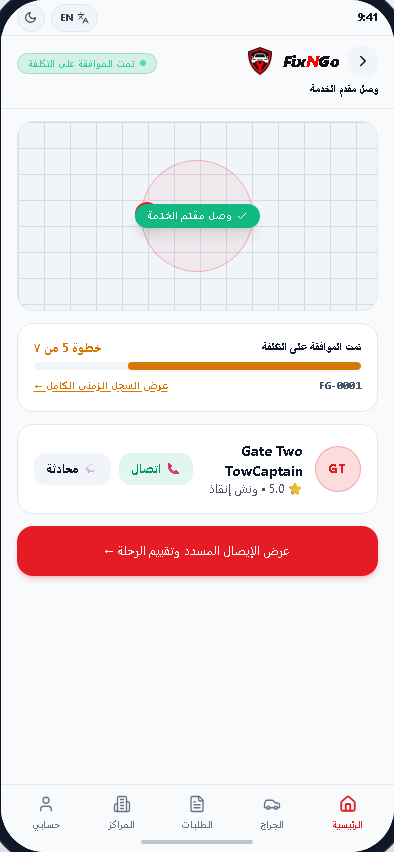 9:41
EN
FixNGo
تمت الموافقة على التكلفة
وصل مقدم الخدمة
وصل مقدم الخدمة
تمت الموافقة على التكلفة
خطوة 5 من ٧
FG-0001
عرض السجل الزمني الكامل ←
GT
Gate Two
TowCaptain
5.0 • ونش إنقاذ
اتصال
محادثة
عرض الإيصال المسدد وتقييم الرحلة ←
الرئيسية
الجراج
الطلبات
المراكز
حسابي